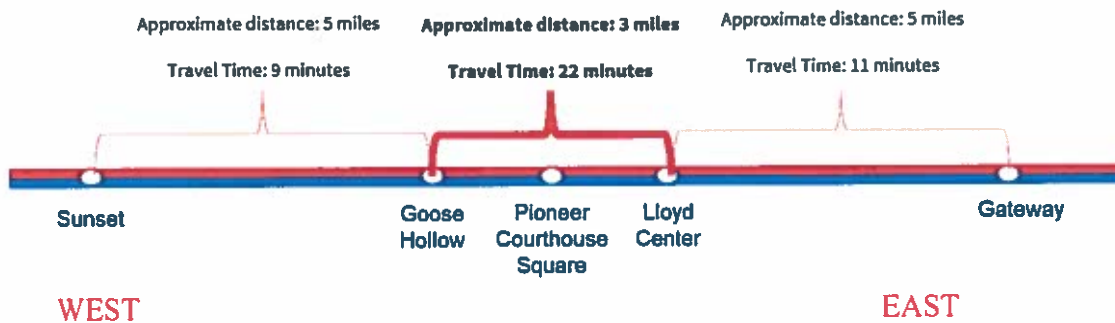 Approximate distance: 5 miles
Travel Time: 9 minutes
Approximate distance: 3 miles
Travel Time: 22 minutes
Approximate distance: 5 miles
Travel Time: 11 minutes
Sunset
Goose
Hollow
Pioneer
Courthouse
Square
Lloyd
Center
Gateway
WEST
EAST